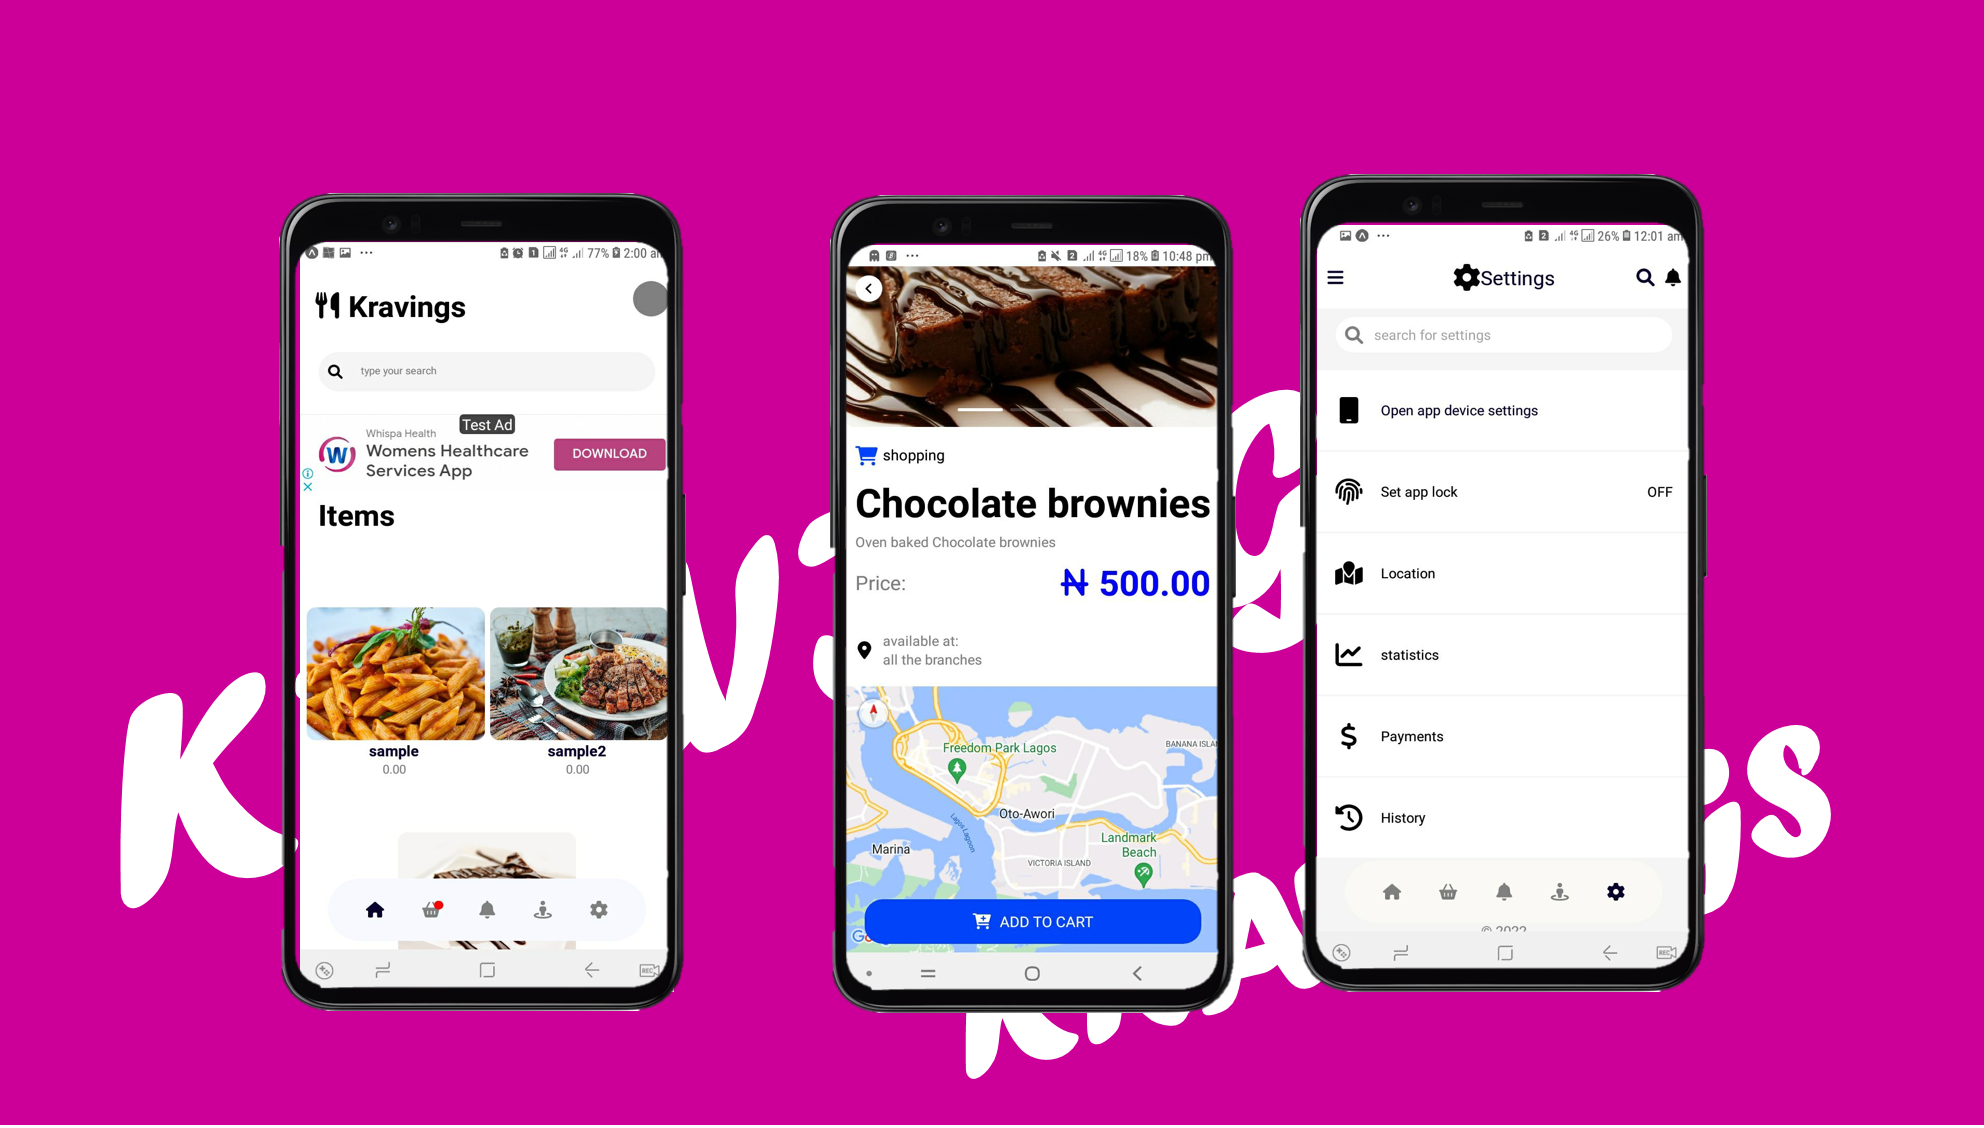 77% 2:00 am
Kravings
type your search
Test Ad
Whispa Health
Womens Healthcare
Services App
DOWNLOAD
Items
sample
0.00
sample2
0.00
18% 10:48 pm
shopping
Chocolate brownies
Oven baked Chocolate brownies
Price:
₦ 500.00
available at:
all the branches
Freedom Park Lagos
BANANA ISLA
Oto-Awori
Lagos Lagoon
Landmark
Beach
Marina
VICTORIA ISLAND
ADD TO CART
26% 12:01 am
Settings
search for settings
Open app device settings
Set app lock
OFF
Location
statistics
Payments
History
© 2022